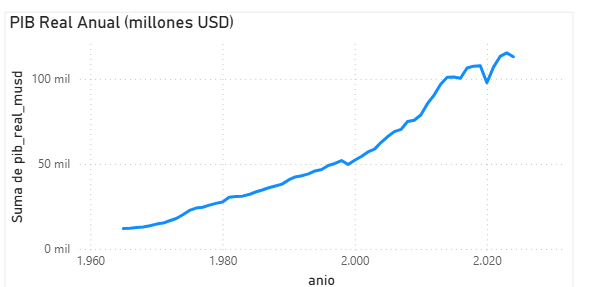 PIB Real Anual (millones USD)
Suma de pib_real_musd
100 mil
50 mil
0 mil
1.960
1.980
2.000
2.020
anio